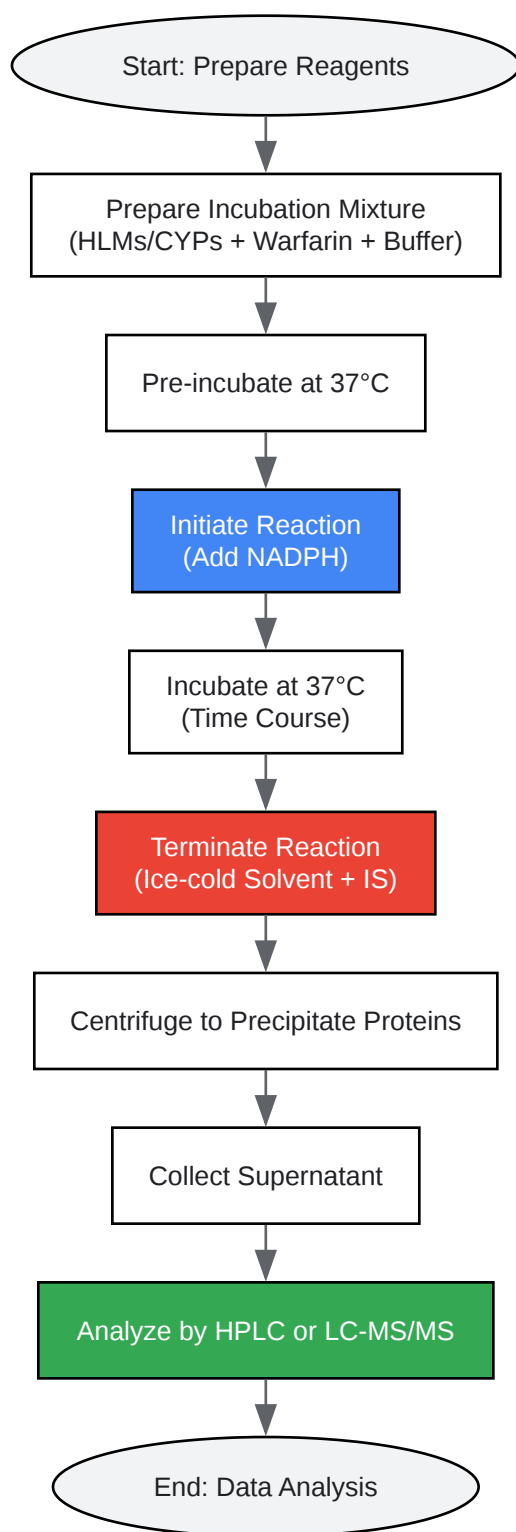 Start: Prepare Reagents
Prepare Incubation Mixture
(HLMs/CYPs + Warfarin + Buffer)
Pre-incubate at 37°C
Initiate Reaction
(Add NADPH)
Incubate at 37°C
(Time Course)
Terminate Reaction
(Ice-cold Solvent + IS)
Centrifuge to Precipitate Proteins
Collect Supernatant
Analyze by HPLC or LC-MS/MS
End: Data Analysis